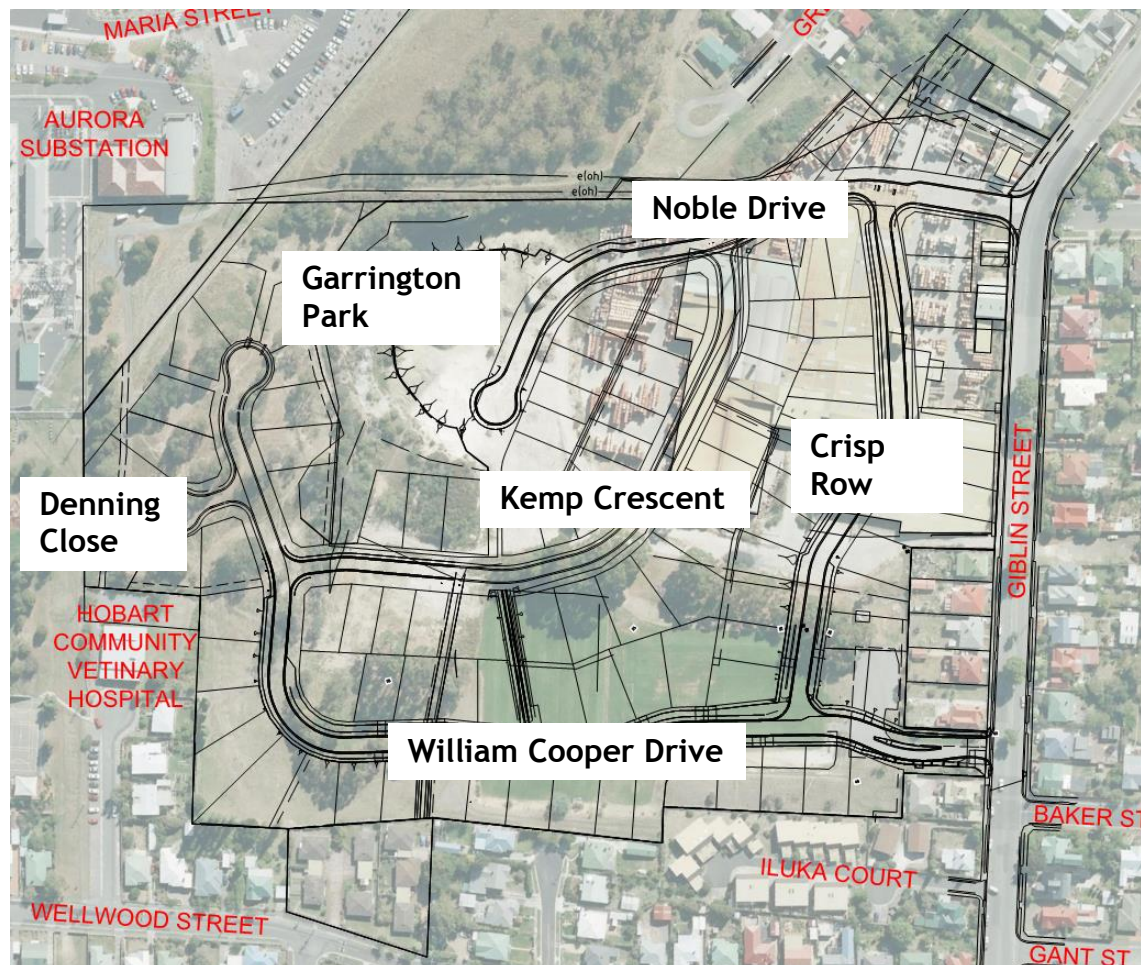 MARIA STREET
GR
AURORA
SUBSTATION
e(oh)
e(oh)
Noble Drive
Garrington
Park
Crisp
Row
Kemp Crescent
Denning
Close
GIBLIN STREET
HOBART
COMMUNITY
VETINARY
HOSPITAL
William Cooper Drive
BAKER ST
ILUKA COURT
WELLWOOD STREET
GANT ST